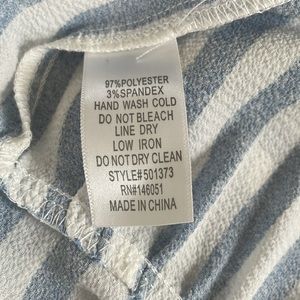 97%POLYESTER
3%SPANDEX
HAND WASH COLD
DO NOT BLEACH
LINE DRY
LOW IRON
DO NOT DRY CLEAN
STYLE#501373
RN#146051
MADE IN CHINA